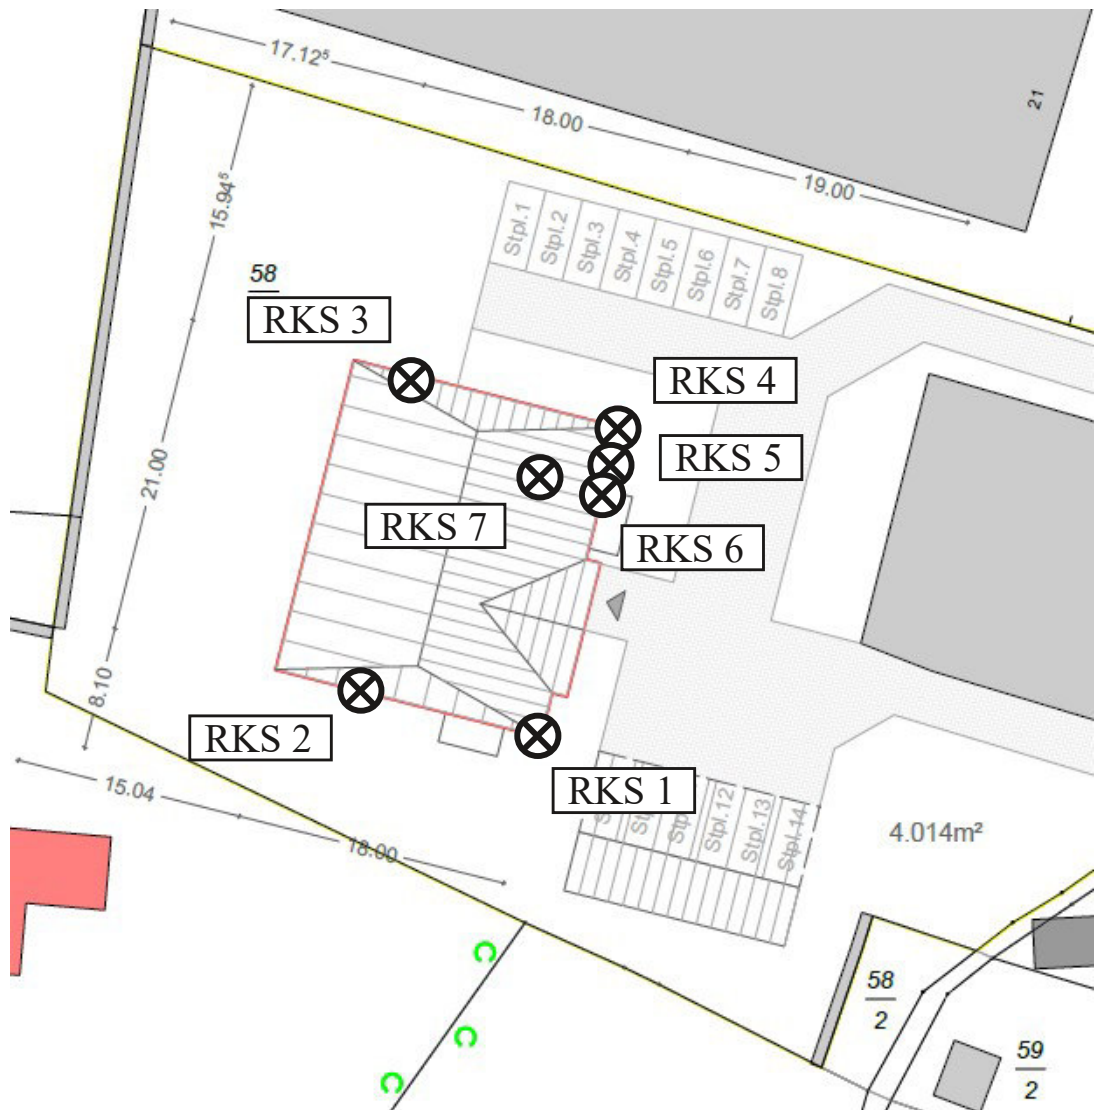 17.12⁵
18.00
21
19.00
15.94⁵
Stpl.1
Stpl.2
Stpl.3
Stpl.4
Stpl.5
Stpl.6
Stpl.7
Stpl.8
58
RKS 3
RKS 4
RKS 5
21.00
RKS 7
RKS 6
8.10
RKS 2
RKS 1
15.04
Stpl.12
Stpl.13
Stpl.14
4.014m²
18.00
C
58
2
C
59
2
C